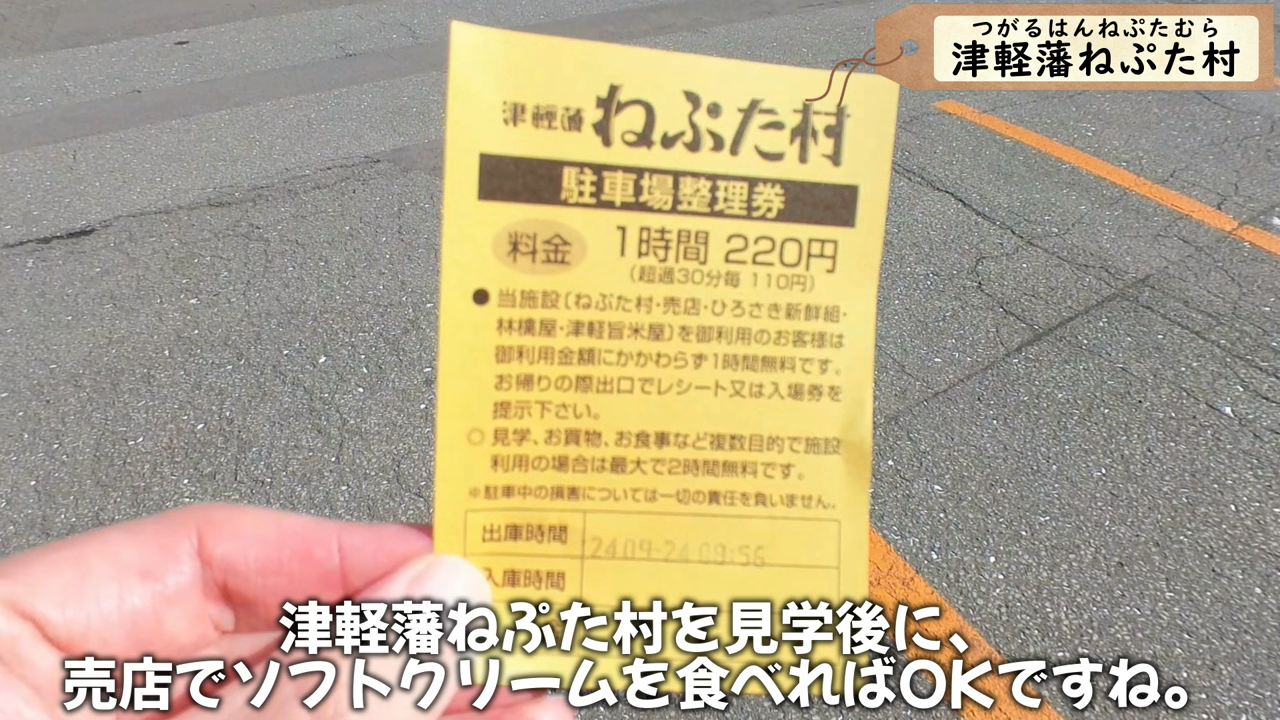 つがるはんねぷたむら
津軽藩ねぷた村
津軽藩 ねぷた村
駐車場整理券
料金 1時間 220円
(超過30分毎 110円)
● 当施設〔ねぷた村・売店・ひろさき新鮮組・
林檎屋・津軽旨米屋〕を御利用のお客様は
御利用金額にかかわらず1時間無料です。
お帰りの際出口でレシート又は入場券を
提示下さい。
○ 見学、お買物、お食事など複数目的で施設
利用の場合は最大で2時間無料です。
※駐車中の損害については一切の責任を負いません。
出庫時間 '24 09-24 09:56
入庫時間
津軽藩ねぷた村を見学後に、
売店でソフトクリームを食べればOKですね。